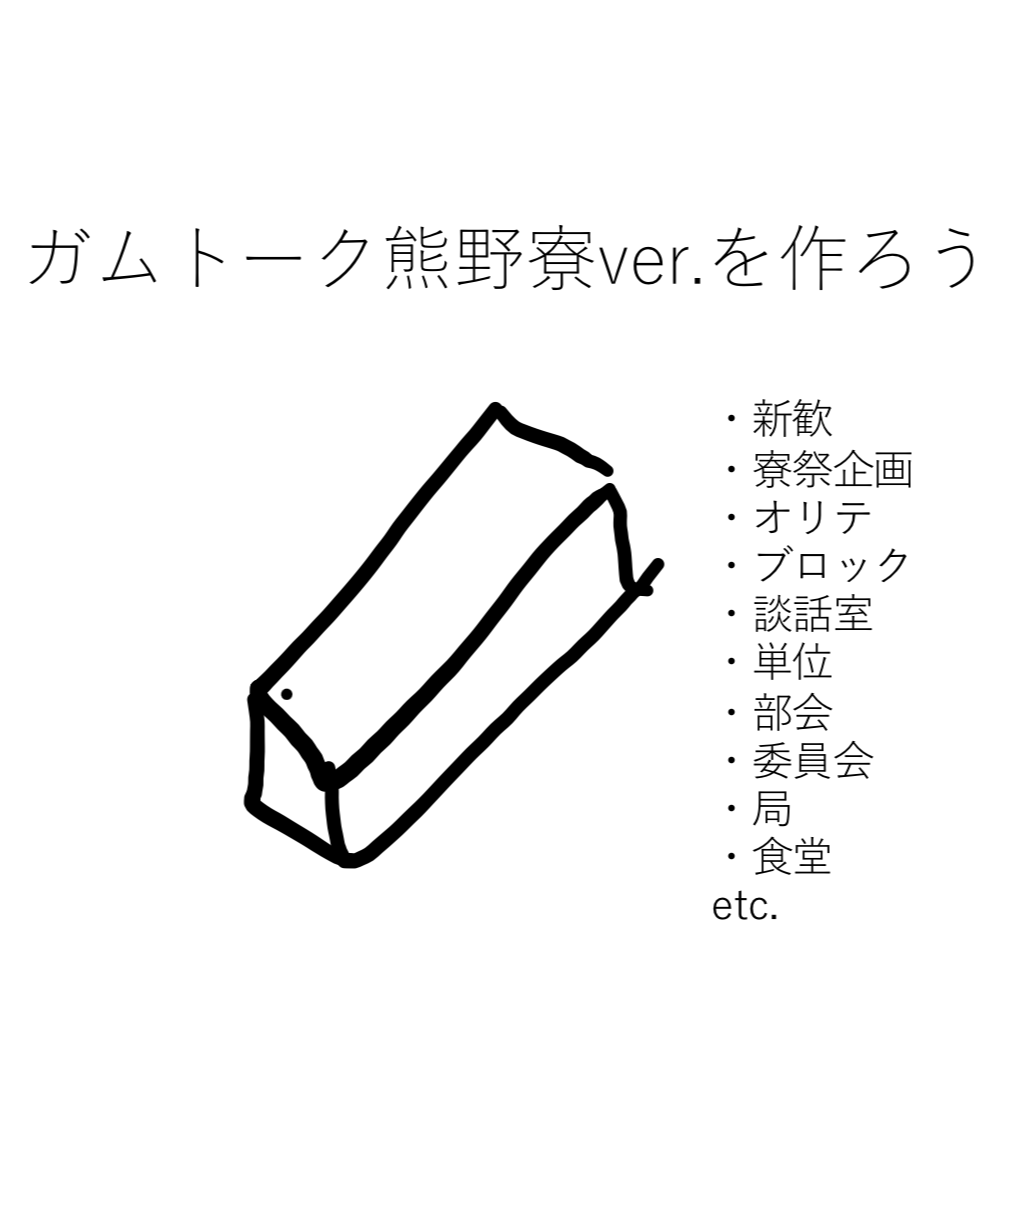 ガムトーク熊野寮ver.を作ろう
・新歓
・寮祭企画
・オリテ
・ブロック
・談話室
・単位
・部会
・委員会
・局
・食堂
etc.